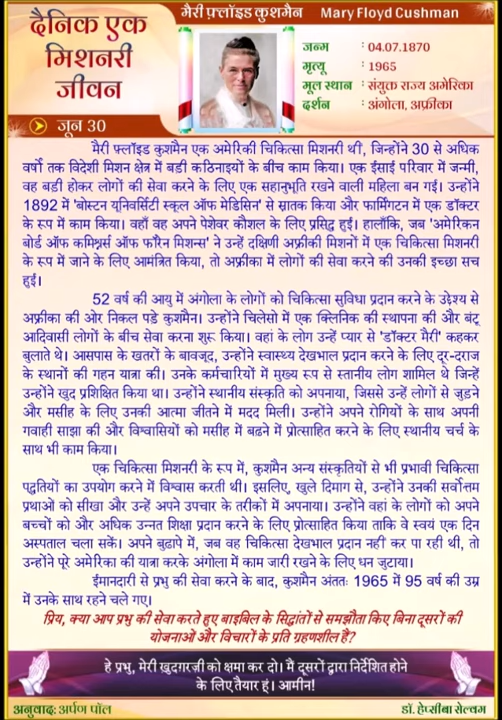 दैनिक एक
मिशनरी
जीवन
जून 30
मैरी फ़्लॉइड कुशमैन Mary Floyd Cushman
जन्म : 04.07.1870
मृत्यू : 1965
मूल स्थान : संयुक्त राज्य अमेरिका
दर्शन : अंगोला, अफ़्रीका
मैरी फ्लॉइड कुशमैन एक अमेरिकी चिकित्सा मिशनरी थी, जिन्होंने 30 से अधिक
वर्षों तक विदेशी मिशन क्षेत्र में बडी कठिनाइयों के बीच काम किया। एक ईसाई परिवार में जन्मी,
वह बडी होकर लोगों की सेवा करने के लिए एक सहानुभूति रखने वाली महिला बन गई। उन्होंने
1892 में 'बोस्टन यूनिवर्सिटी स्कूल ऑफ मेडिसिन' से स्नातक किया और फार्मिंगटन में एक डॉक्टर
के रूप में काम किया। वहाँ वह अपने पेशेवर कौशल के लिए प्रसिद्ध हुईं। हालाँकि, जब 'अमेरिकन
बोर्ड ऑफ कमिश्नर्स ऑफ फॉरैन मिशन्स' ने उन्हें दक्षिणी अफ्रीकी मिशनों में एक चिकित्सा मिशनरी
के रूप में जाने के लिए आमंत्रित किया, तो अफ्रीका में लोगों की सेवा करने की उनकी इच्छा सच
हुई।
52 वर्ष की आयु में अंगोला के लोगों को चिकित्सा सुविधा प्रदान करने के उद्देश्य से
अफ्रीका की ओर निकल पडे कुशमैन। उन्होंने चिलेसो में एक क्लिनिक की स्थापना की और बंटू
आदिवासी लोगों के बीच सेवा करना शुरू किया। वहां के लोग उन्हें प्यार से 'डॉक्टर मैरी' कहकर
बुलाते थे। आसपास के खतरों के बावजूद, उन्होंने स्वास्थ्य देखभाल प्रदान करने के लिए दूर-दराज
के स्थानों की गहन यात्रा की। उनके कर्मचारियों में मुख्य रूप से स्तानीय लोग शामिल थे जिन्हें
उन्होंने खुद प्रशिक्षित किया था। उन्होंने स्थानीय संस्कृति को अपनाया, जिससे उन्हें लोगों से जुड़ने
और मसीह के लिए उनकी आत्मा जीतने में मदद मिली। उन्होंने अपने रोगियों के साथ अपनी
गवाही साझा की और विश्वासियों को मसीह में बढने में प्रोत्साहित करने के लिए स्थानीय चर्च के
साथ भी काम किया।
एक चिकित्सा मिशनरी के रूप में, कुशमैन अन्य संस्कृतियों से भी प्रभावी चिकित्सा
पद्वतियों का उपयोग करने में विश्वास करती थी। इसलिए, खुले दिमाग से, उन्होंने उनकी सर्वोत्तम
प्रथाओं को सीखा और उन्हें अपने उपचार के तरीकों में अपनाया। उन्होंने वहां के लोगों को अपने
बच्चों को और अधिक उन्नत शिक्षा प्रदान करने के लिए प्रोत्साहित किया ताकि वे स्वयं एक दिन
अस्पताल चला सकें। अपने बुढापे में, जब वह चिकित्सा देखभाल प्रदान नहीं कर पा रही थी, तो
उन्होंने पूरे अमेरिका की यात्रा करके अंगोला में काम जारी रखने के लिए धन जुटाया।
ईमानदारी से प्रभु की सेवा करने के बाद, कुशमैन अंततः 1965 में 95 वर्ष की उम्र
में उनके साथ रहने चले गए।
प्रिय, क्या आप प्रभु की सेवा करते हुए बाइबिल के सिद्धांतों से समझौता किए बिना दूसरों की
योजनाओं और विचारों के प्रति ग्रहणशील हैं?
हे प्रभु, मेरी ख़ुदगरज़ी को क्षमा कर दो। मैं दूसरों द्वारा निर्देशित होने
के लिए तैयार हूं। आमीन!
अनुवाद: अर्पण पॉल
डॉ. हेप्सीबा सेल्वम